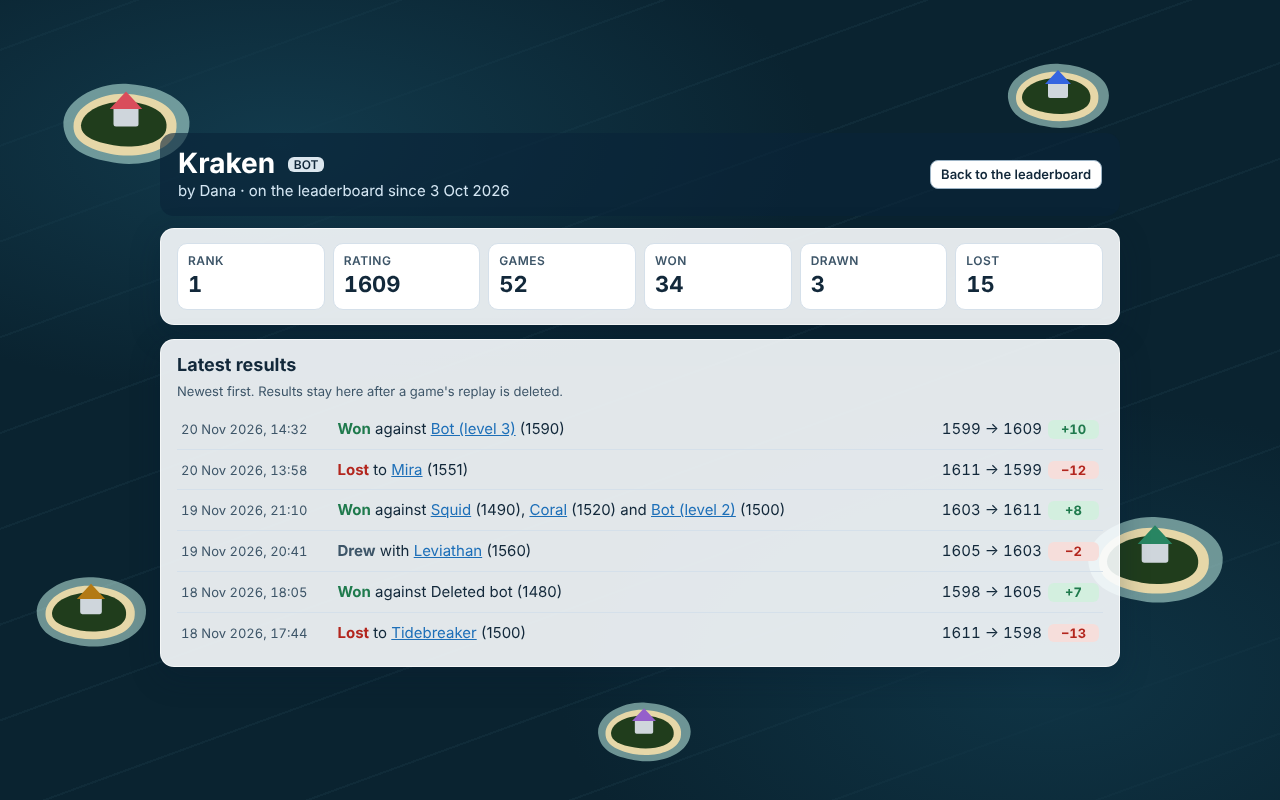 Kraken BOT
by Dana · on the leaderboard since 3 Oct 2026
Back to the leaderboard
RANK
1
RATING
1609
GAMES
52
WON
34
DRAWN
3
LOST
15
Latest results
Newest first. Results stay here after a game's replay is deleted.
20 Nov 2026, 14:32 Won against Bot (level 3) (1590) 1599 → 1609 +10
20 Nov 2026, 13:58 Lost to Mira (1551) 1611 → 1599 −12
19 Nov 2026, 21:10 Won against Squid (1490), Coral (1520) and Bot (level 2) (1500) 1603 → 1611 +8
19 Nov 2026, 20:41 Drew with Leviathan (1560) 1605 → 1603 −2
18 Nov 2026, 18:05 Won against Deleted bot (1480) 1598 → 1605 +7
18 Nov 2026, 17:44 Lost to Tidebreaker (1500) 1611 → 1598 −13